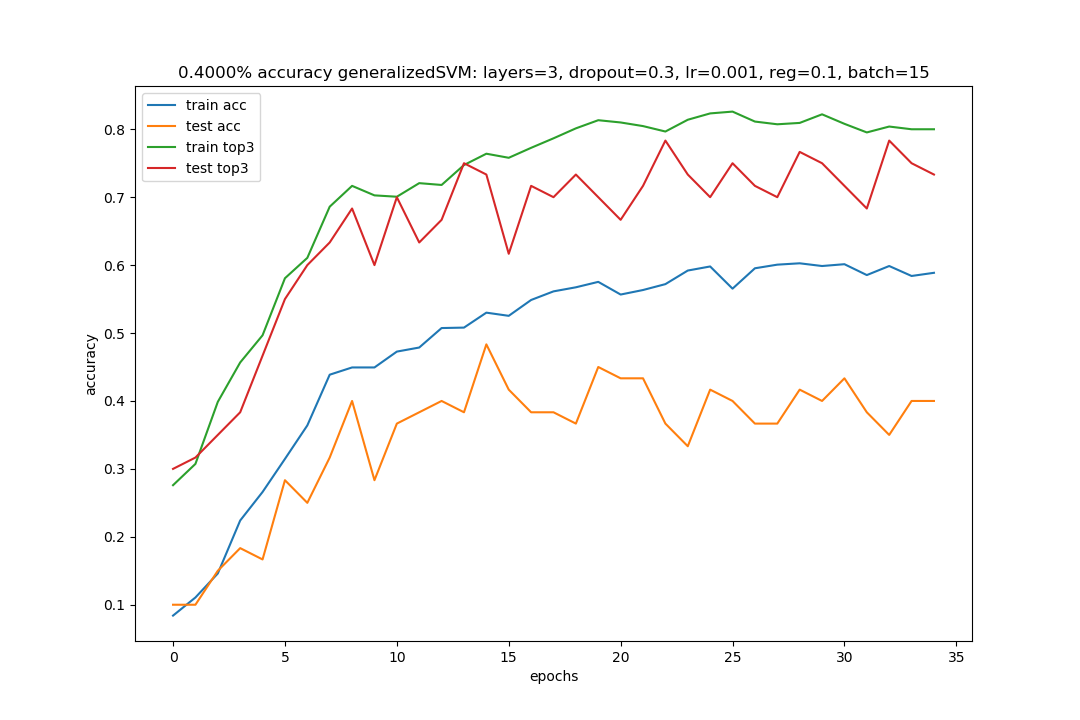 0.4000% accuracy generalizedSVM: layers=3, dropout=0.3, lr=0.001, reg=0.1, batch=15
train acc
test acc
train top3
test top3
accuracy
0.8
0.7
0.6
0.5
0.4
0.3
0.2
0.1
0 5 10 15 20 25 30 35
epochs